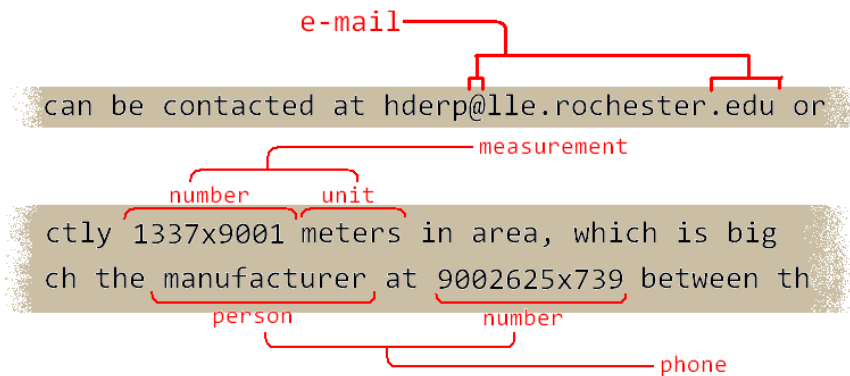 e-mail
can be contacted at hderp@lle.rochester.edu or
measurement
number unit
ctly 1337x9001 meters in area, which is big
ch the manufacturer at 9002625x739 between th
person number
phone